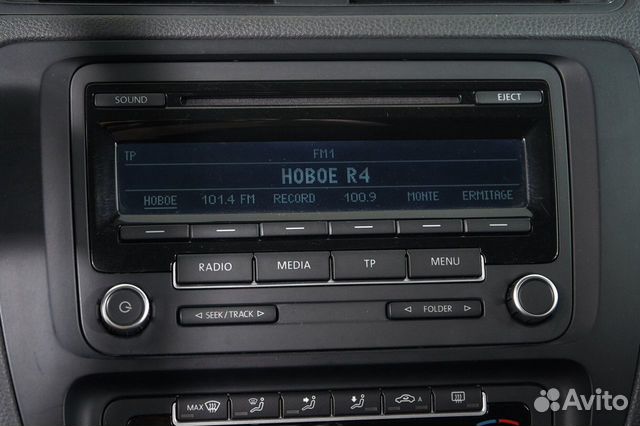 SOUND
EJECT
TP FM1
НОВОЕ R4
НОВОЕ 101.4 FM RECORD 100.9 MONTE ERMITAGE
RADIO MEDIA TP MENU
SEEK/TRACK FOLDER
MAX A
Avito